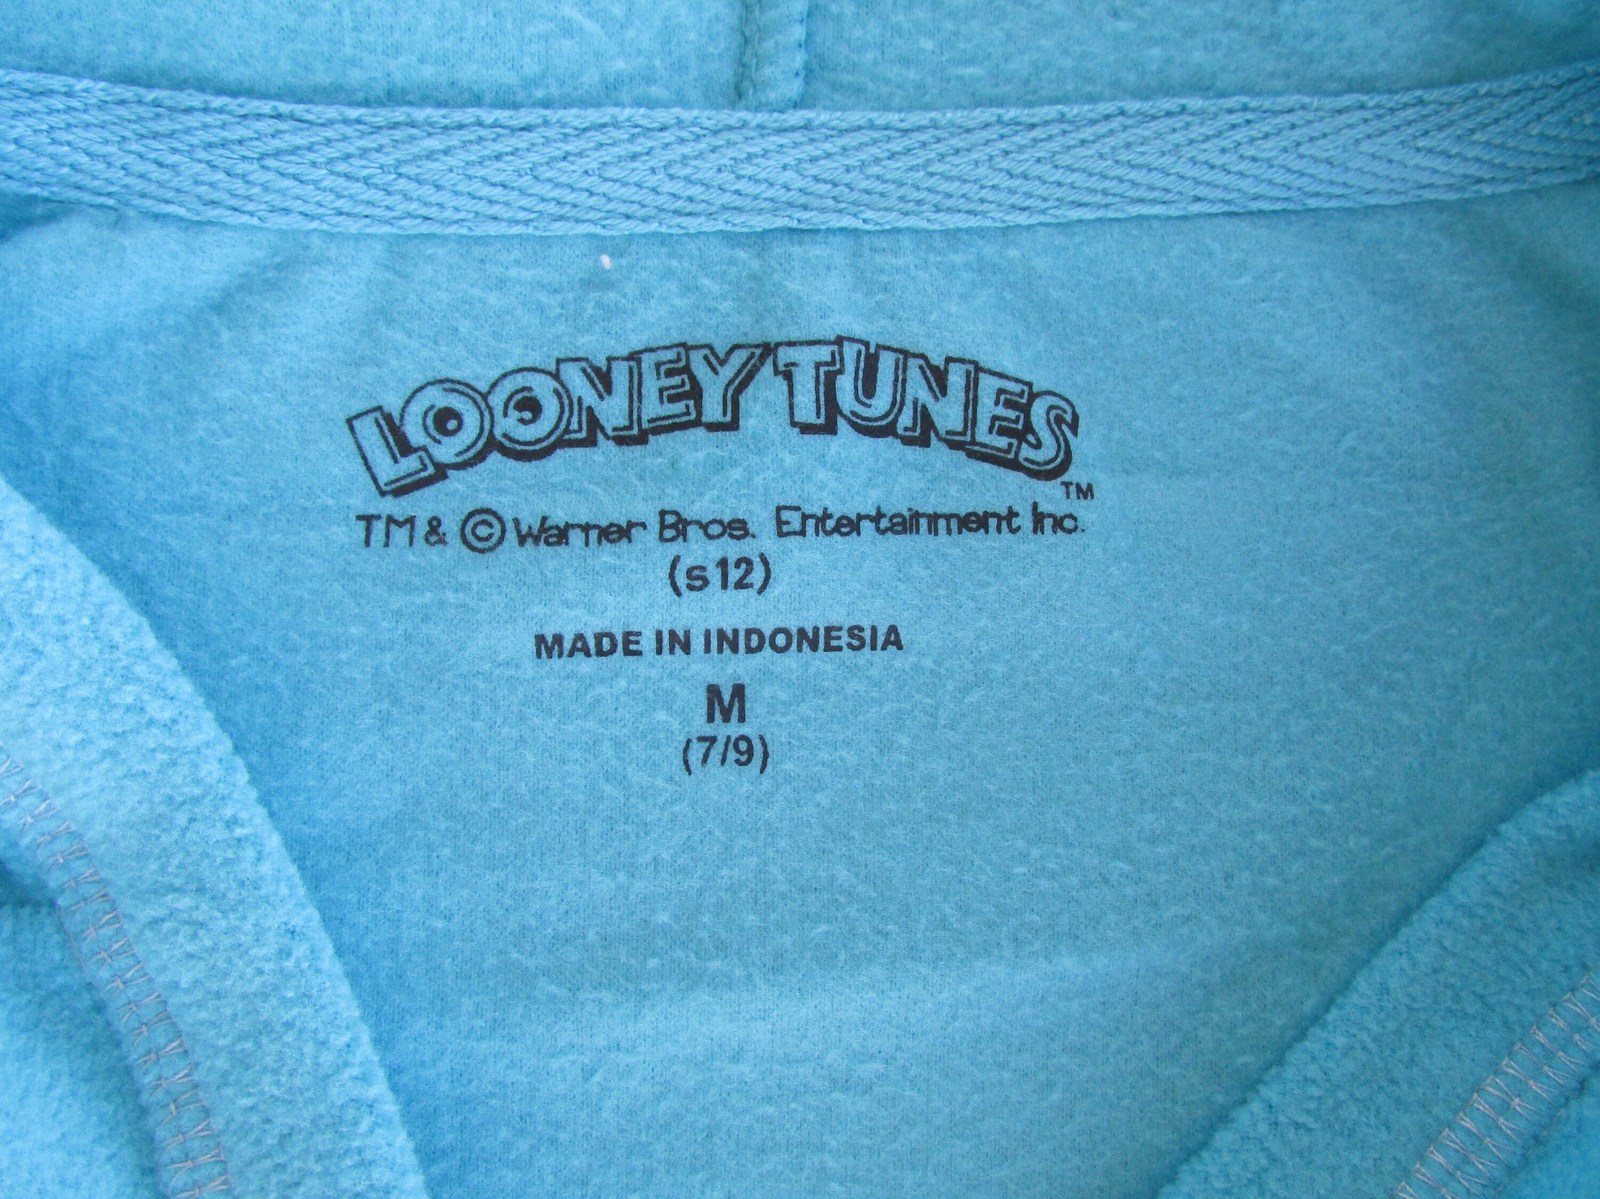 LOONEY TUNES
TM
TM & © Warner Bros. Entertainment Inc.
(s12)
MADE IN INDONESIA
M
(7/9)